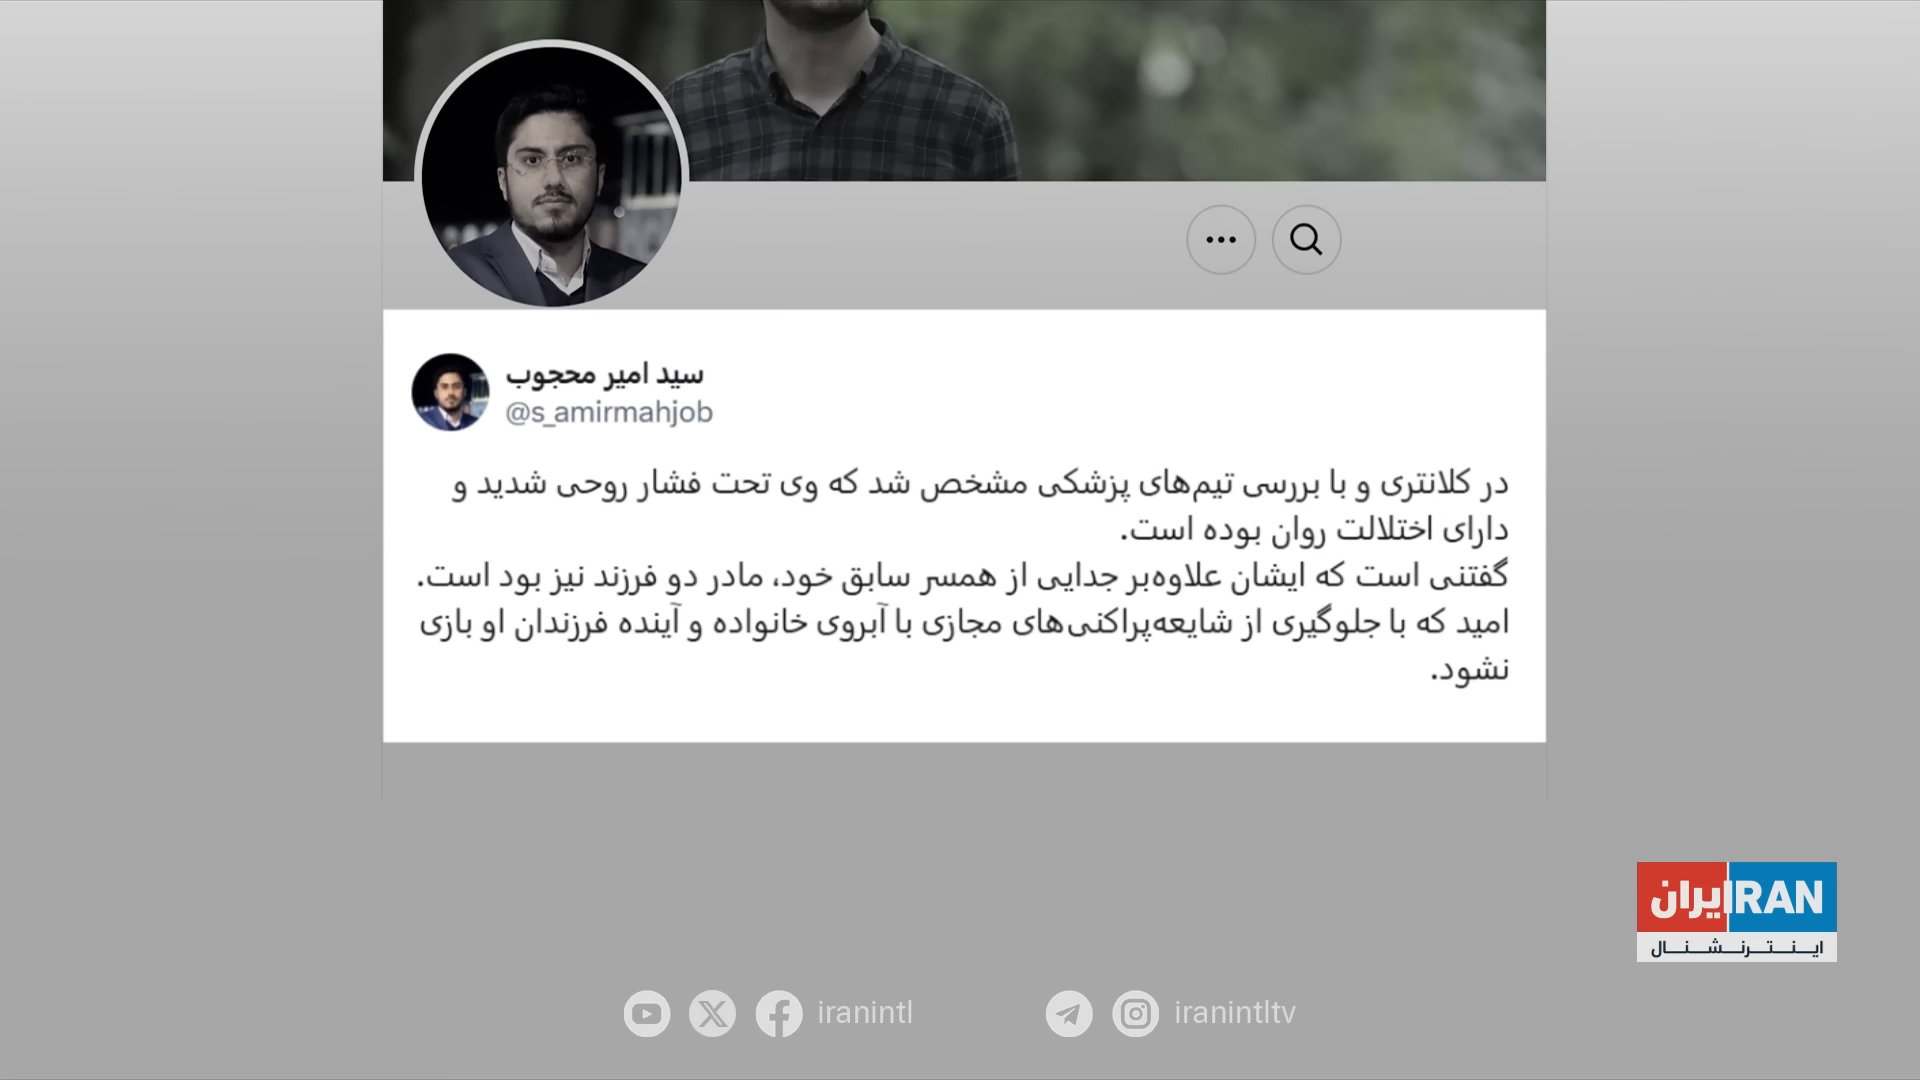 سید امیر محجوب
@s_amirmahjob
در کلانتری و با بررسی تیم‌های پزشکی مشخص شد که وی تحت فشار روحی شدید و
دارای اختلالت روان بوده است.
گفتنی است که ایشان علاوه‌بر جدایی از همسر سابق خود، مادر دو فرزند نیز بود است.
امید که با جلوگیری از شایعه‌پراکنی‌های مجازی با آبروی خانواده و آینده فرزندان او بازی
نشود.
ایران IRAN
اینترنشنال
iranintl
iranintltv